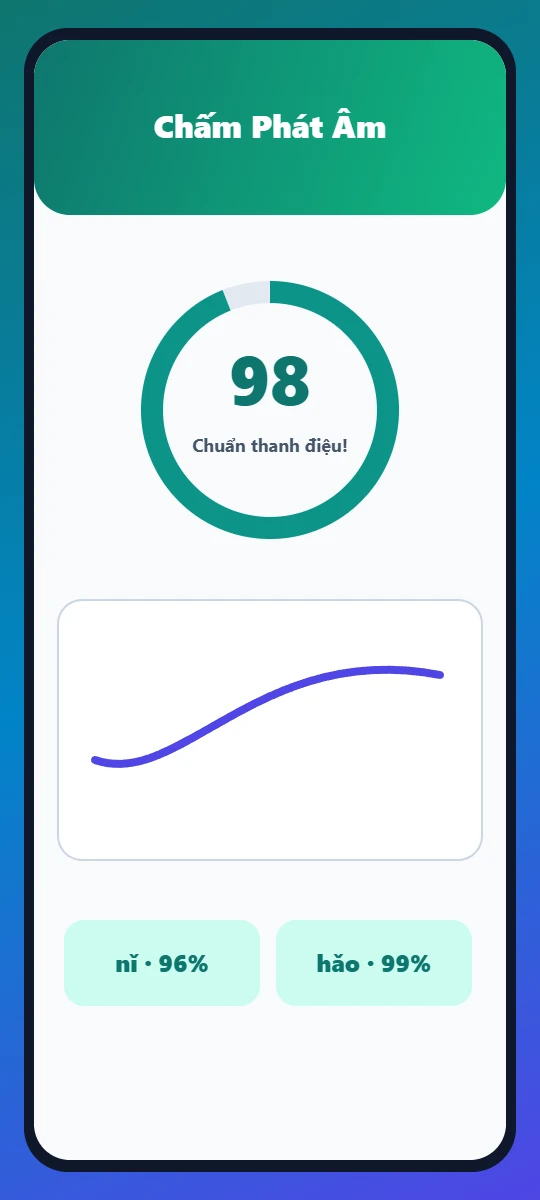 Chấm Phát Âm
98
Chuẩn thanh điệu!
nǐ · 96%
hǎo · 99%